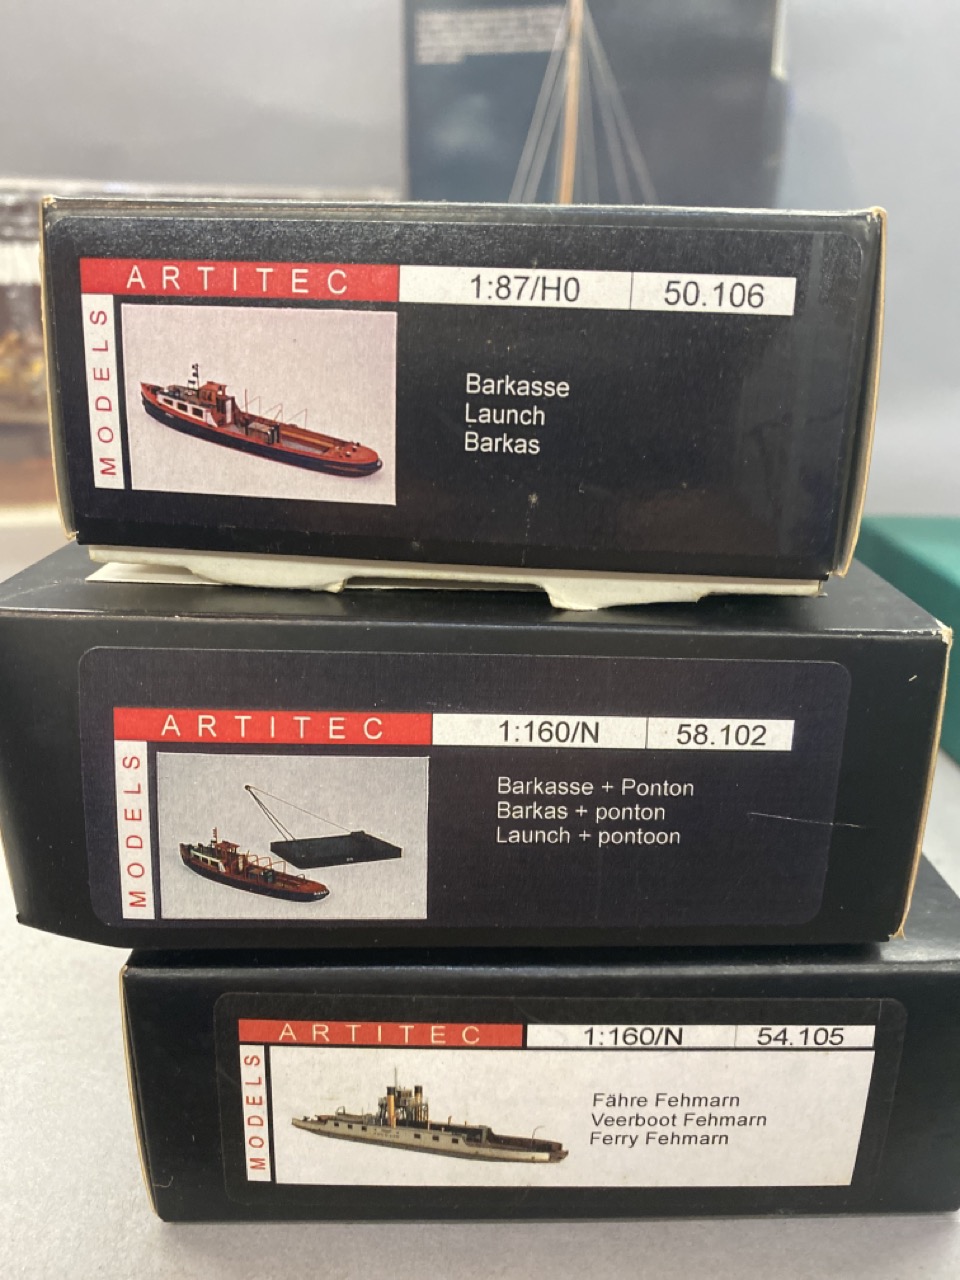 ARTITEC 1:87/H0 50.106
MODELS
Barkasse
Launch
Barkas
ARTITEC 1:160/N 58.102
MODELS
Barkasse + Ponton
Barkas + ponton
Launch + pontoon
ARTITEC 1:160/N 54.105
MODELS
Fähre Fehmarn
Veerboot Fehmarn
Ferry Fehmarn